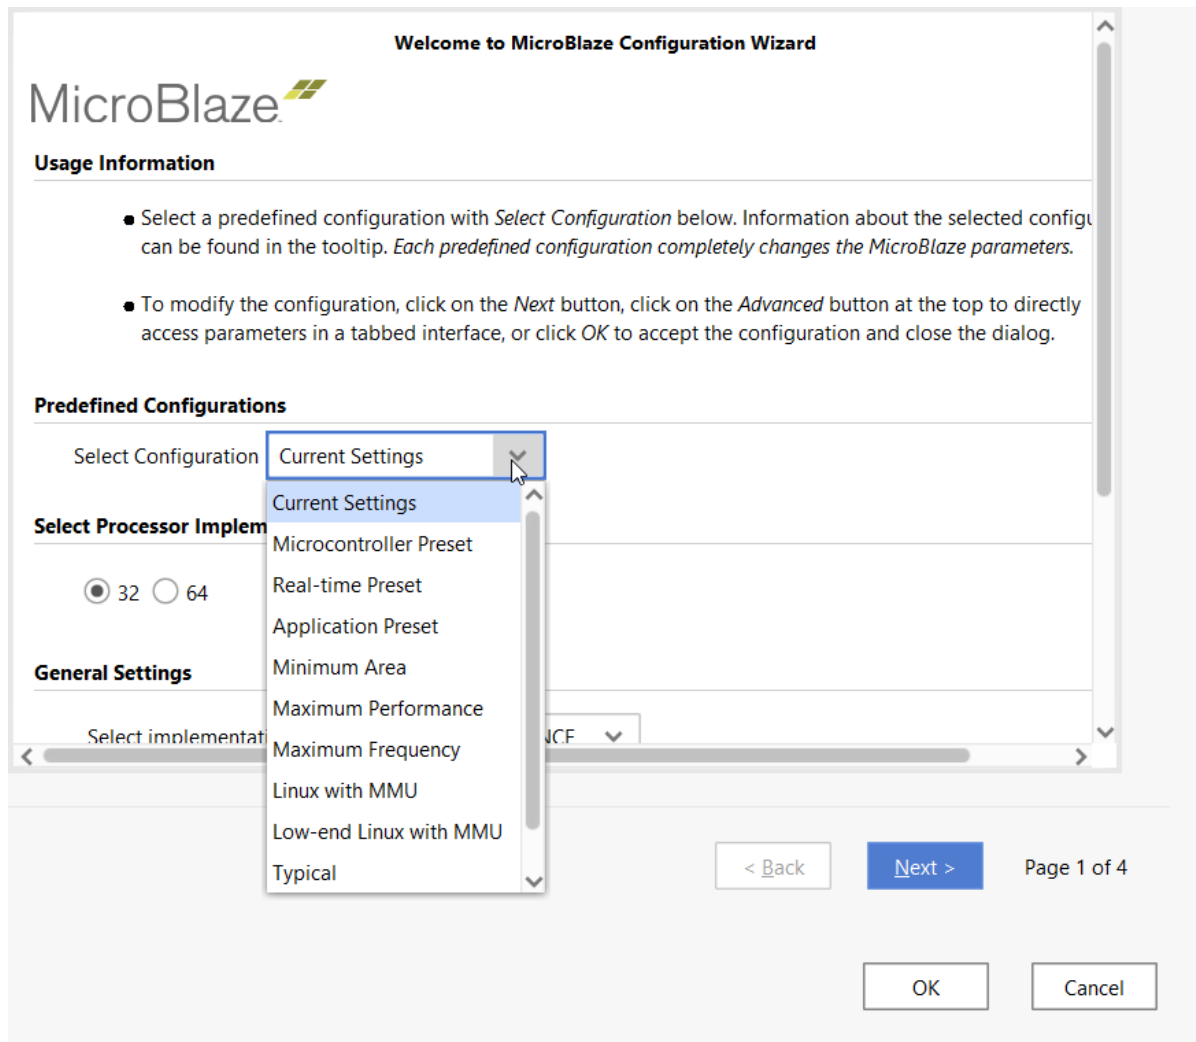 Welcome to MicroBlaze Configuration Wizard
MicroBlaze
Usage Information
Select a predefined configuration with Select Configuration below. Information about the selected configu
can be found in the tooltip. Each predefined configuration completely changes the MicroBlaze parameters.
To modify the configuration, click on the Next button, click on the Advanced button at the top to directly
access parameters in a tabbed interface, or click OK to accept the configuration and close the dialog.
Predefined Configurations
Select Configuration Current Settings
Current Settings
Select Processor Implem
Microcontroller Preset
Real-time Preset
32 64
Application Preset
Minimum Area
General Settings
Maximum Performance
Select implementati NCE
Maximum Frequency
Linux with MMU
Low-end Linux with MMU
Typical
< Back Next > Page 1 of 4
OK Cancel